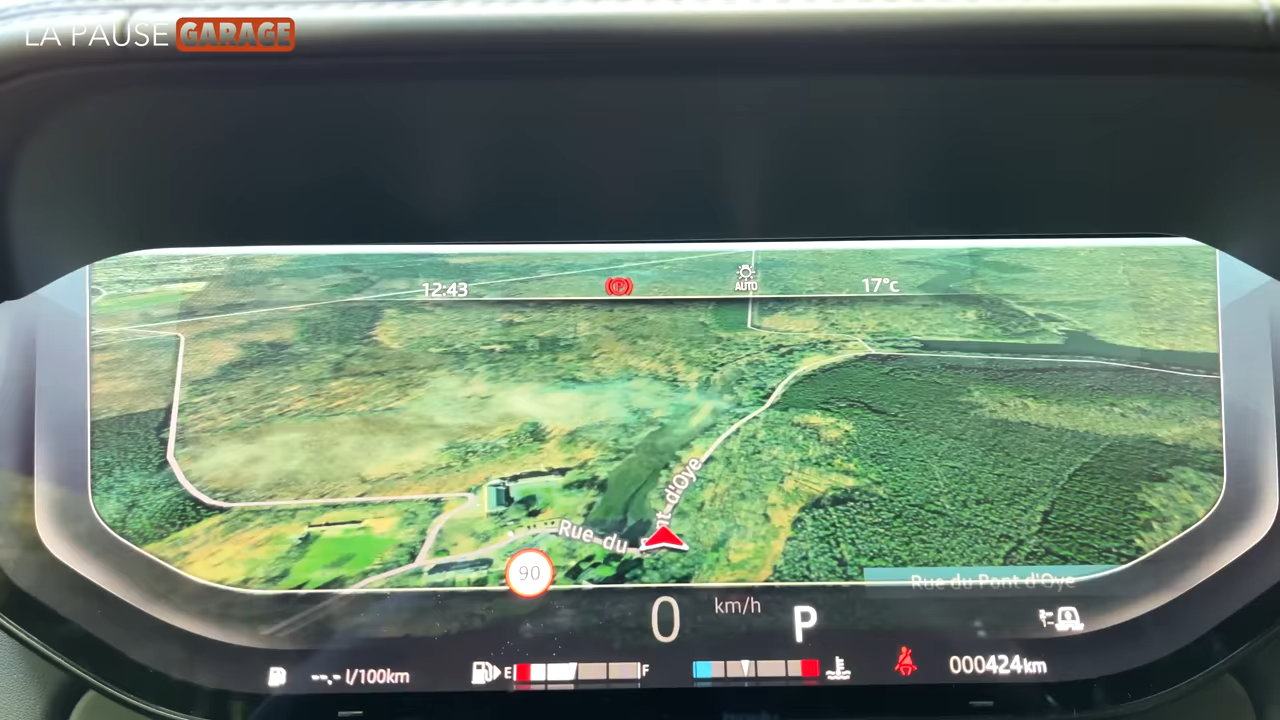 LA PAUSE GARAGE
12:43
P
AUTO
17°C
Rue du Pont d'Oye
90
Rue du Pont d'Oye
0 km/h P
--,- l/100km
E F
000424km